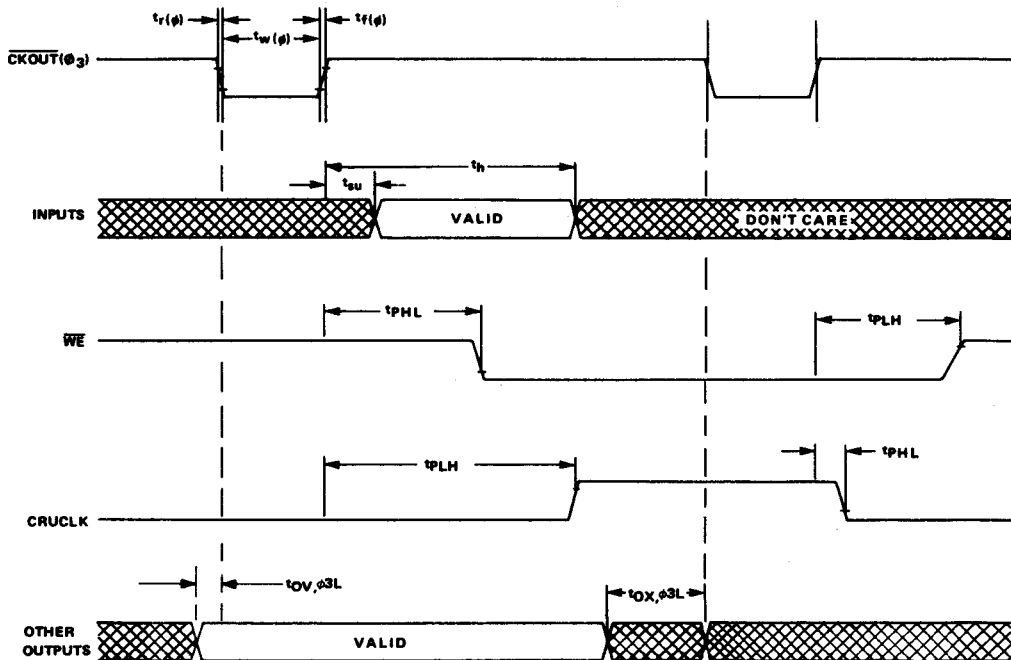 tr(φ)
tf(φ)
tw(φ)
CKOUT(φ3)
th
tsu
INPUTS
VALID
DON'T CARE
tPHL
tPLH
WE
tPLH
tPHL
CRUCLK
tOV,φ3L
tOX,φ3L
OTHER
OUTPUTS
VALID